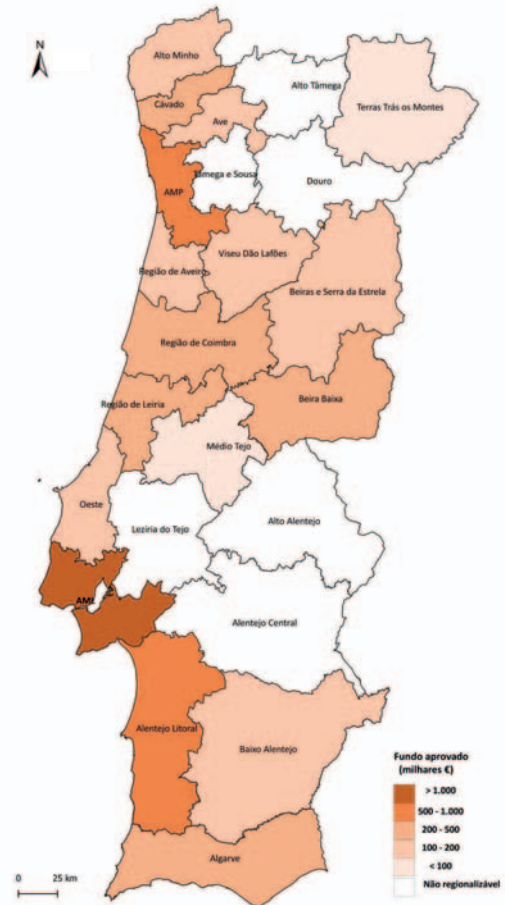 N
Alto Minho
Alto Tâmega
Terras Trás os Montes
Cávado
Ave
Tâmega e Sousa
Douro
AMP
Viseu Dão Lafões
Região de Aveiro
Beiras e Serra da Estrela
Região de Coimbra
Região de Leiria
Beira Baixa
Médio Tejo
Oeste
Lezíria do Tejo
Alto Alentejo
AML
Alentejo Central
Alentejo Litoral
Baixo Alentejo
Algarve
Fundo aprovado
(milhares €)
> 1.000
500 - 1.000
200 - 500
100 - 200
< 100
Não regionalizável
0 25 km